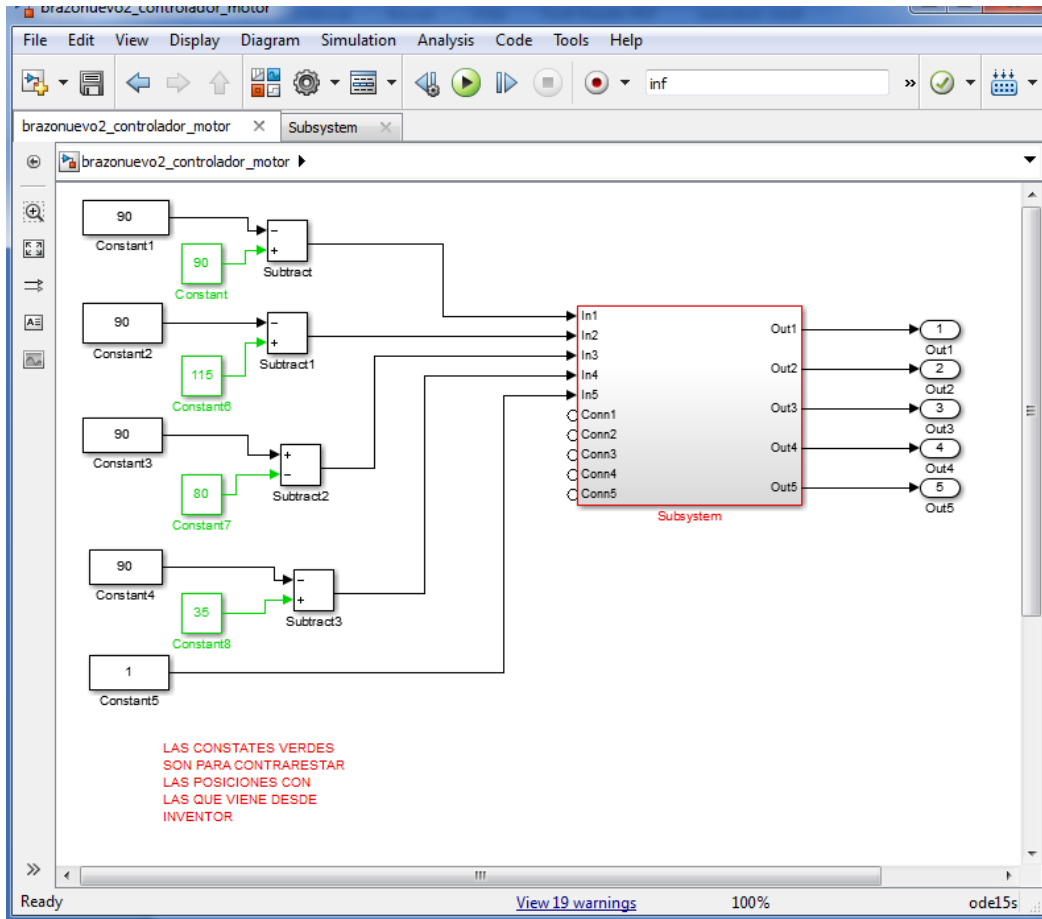 brazonuevo2_controlador_motor
File Edit View Display Diagram Simulation Analysis Code Tools Help
inf
brazonuevo2_controlador_motor
Subsystem
brazonuevo2_controlador_motor
90
Constant1
90
Constant
Subtract
90
Constant2
115
Constant6
Subtract1
90
Constant3
80
Constant7
Subtract2
90
Constant4
35
Constant8
Subtract3
1
Constant5
In1
In2
In3
In4
In5
Conn1
Conn2
Conn3
Conn4
Conn5
Out1
Out2
Out3
Out4
Out5
Subsystem
1
Out1
2
Out2
3
Out3
4
Out4
5
Out5
LAS CONSTATES VERDES
SON PARA CONTRARESTAR
LAS POSICIONES CON
LAS QUE VIENE DESDE
INVENTOR
Ready
View 19 warnings
100%
ode15s